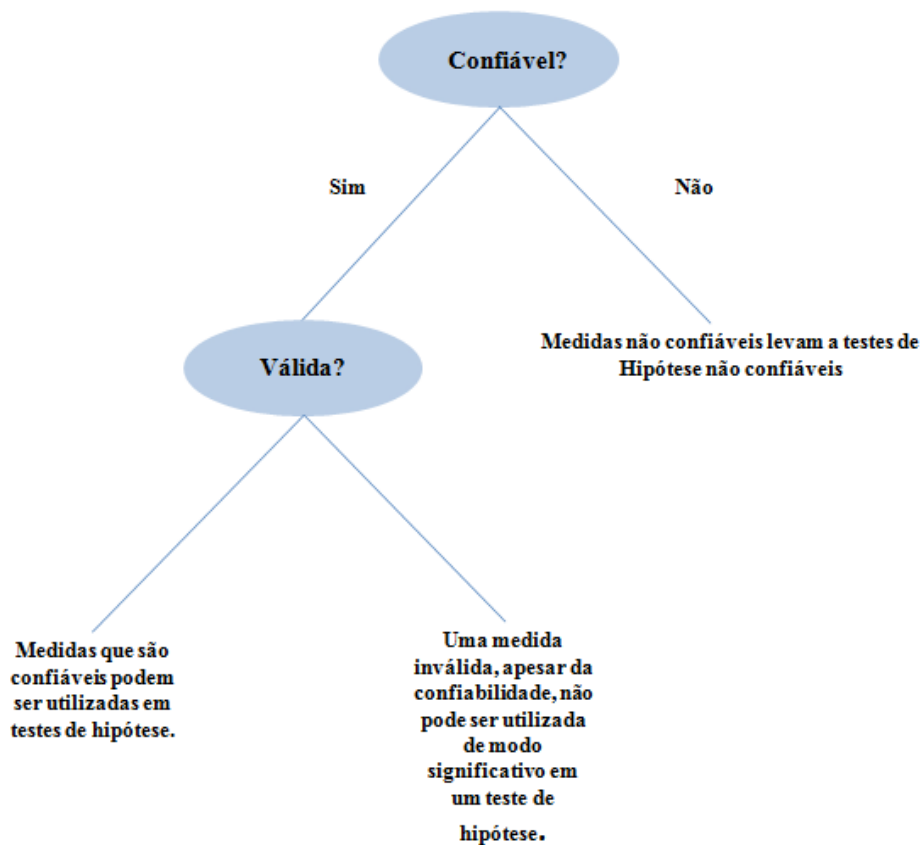 Confiável?
Sim
Não
Válida?
Medidas não confiáveis levam a testes de
Hipótese não confiáveis
Medidas que são
confiáveis podem
ser utilizadas em
testes de hipótese.
Uma medida
inválida, apesar da
confiabilidade, não
pode ser utilizada
de modo
significativo em
um teste de
hipótese.